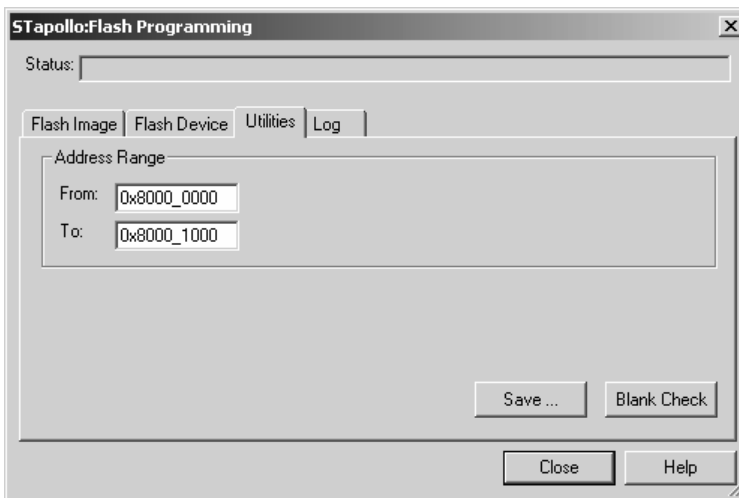 STapollo:Flash Programming
Status:
Flash Image Flash Device Utilities Log
Address Range
From: 0x8000_0000
To: 0x8000_1000
Save ... Blank Check
Close Help